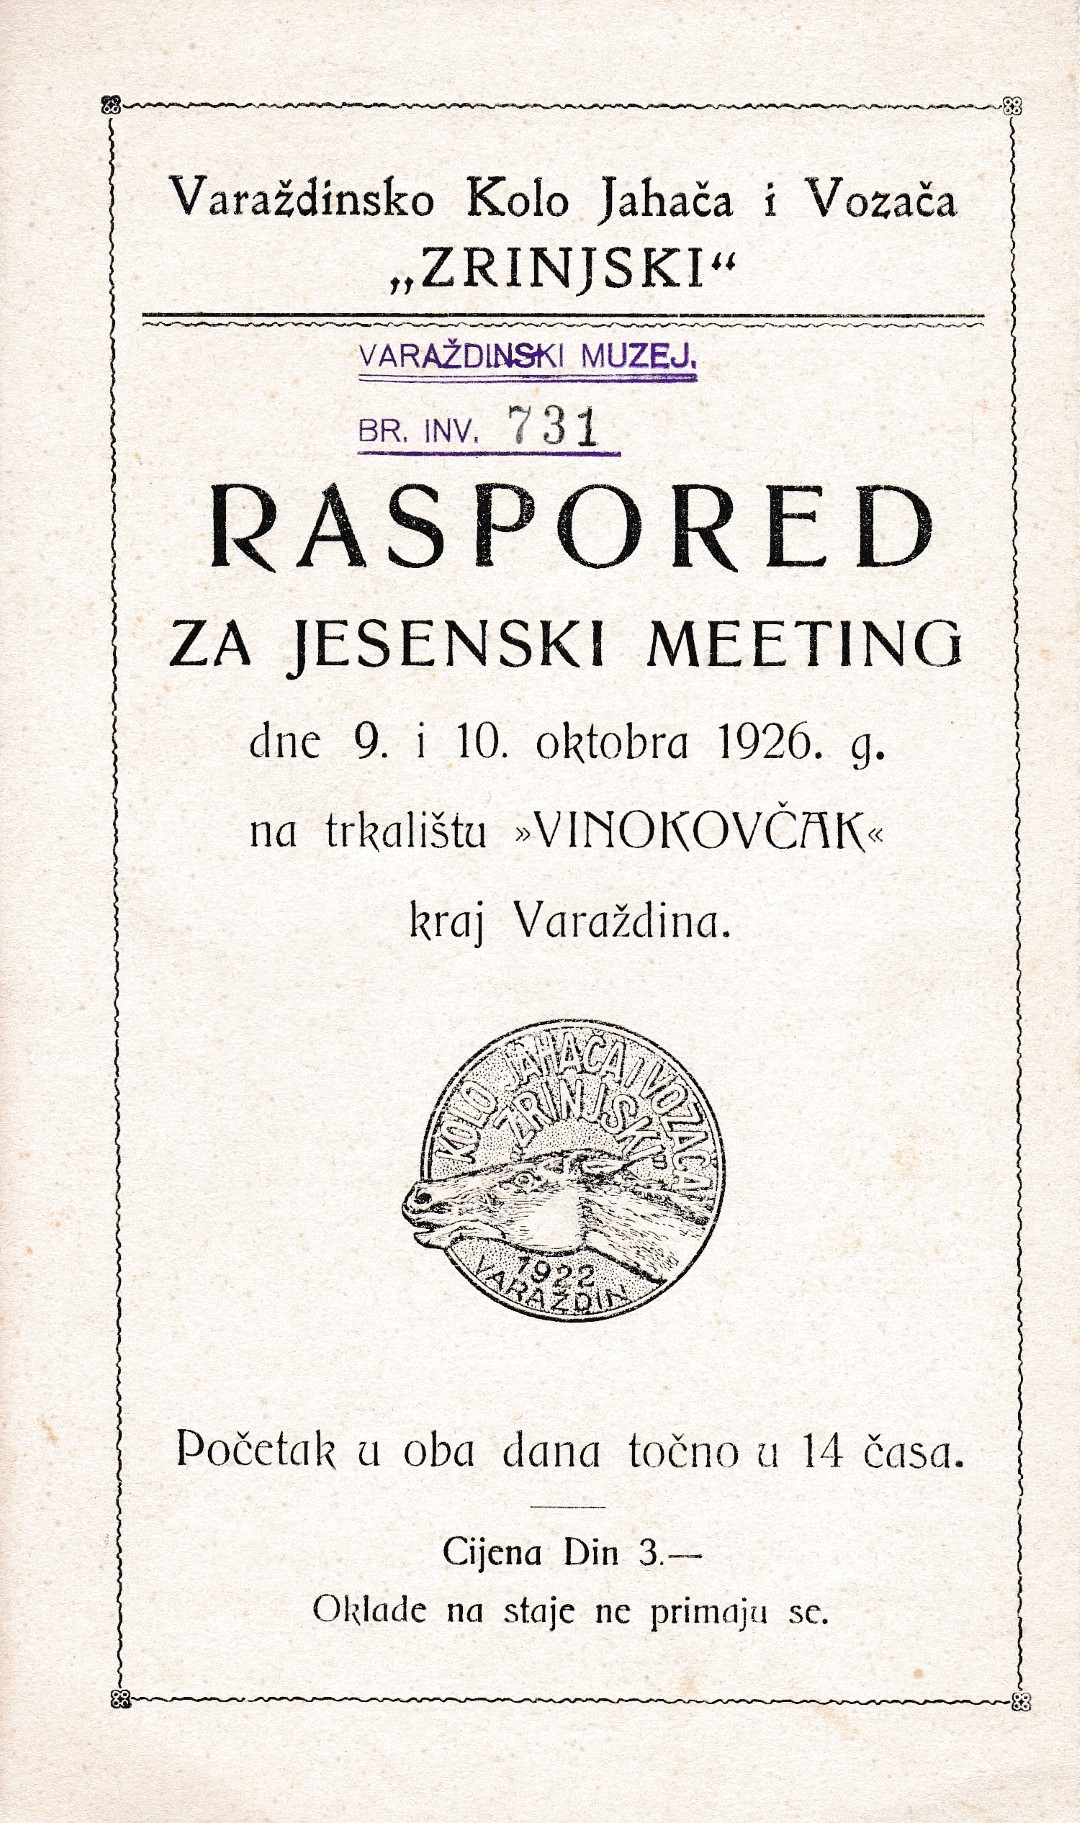 Varaždinsko Kolo Jahača i Vozača
„ZRINJSKI“
VARAŽDINSKI MUZEJ.
BR. INV. 731
RASPORED
ZA JESENSKI MEETING
dne 9. i 10. oktobra 1926. g.
na trkalištu »VINOKOVČAK«
kraj Varaždina.
KOLO JAHAČA I VOZAČA
„ZRINJSKI”
1922
VARAŽDIN
Početak u oba dana točno u 14 časa.
Cijena Din 3.—
Oklade na staje ne primaju se.